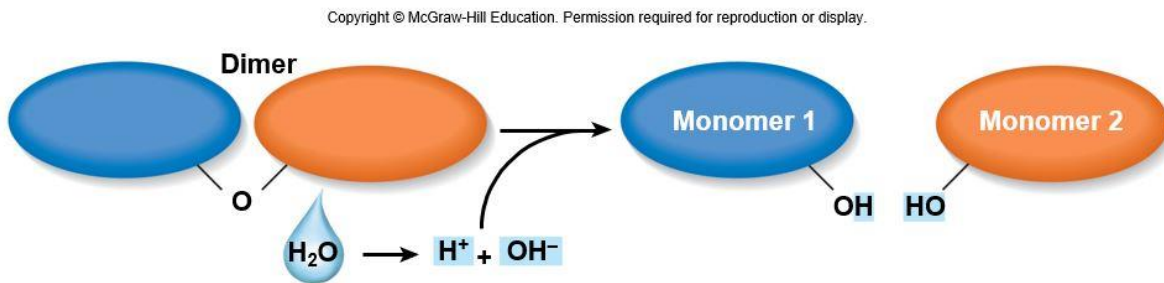 Copyright © McGraw-Hill Education. Permission required for reproduction or display.
Dimer
Monomer 1
Monomer 2
O
OH HO
H₂O
H⁺ + OH⁻